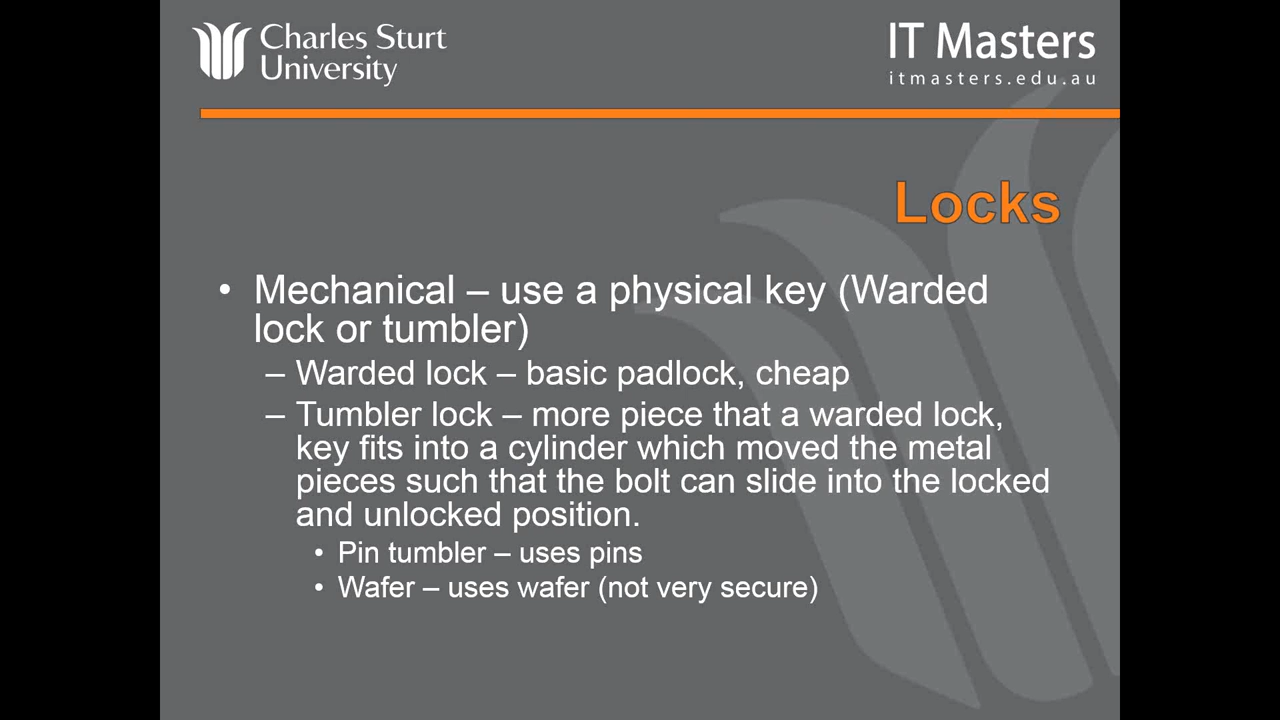 Charles Sturt
University
IT Masters
itmasters.edu.au
Locks
• Mechanical – use a physical key (Warded
lock or tumbler)
– Warded lock – basic padlock, cheap
– Tumbler lock – more piece that a warded lock,
key fits into a cylinder which moved the metal
pieces such that the bolt can slide into the locked
and unlocked position.
• Pin tumbler – uses pins
• Wafer – uses wafer (not very secure)